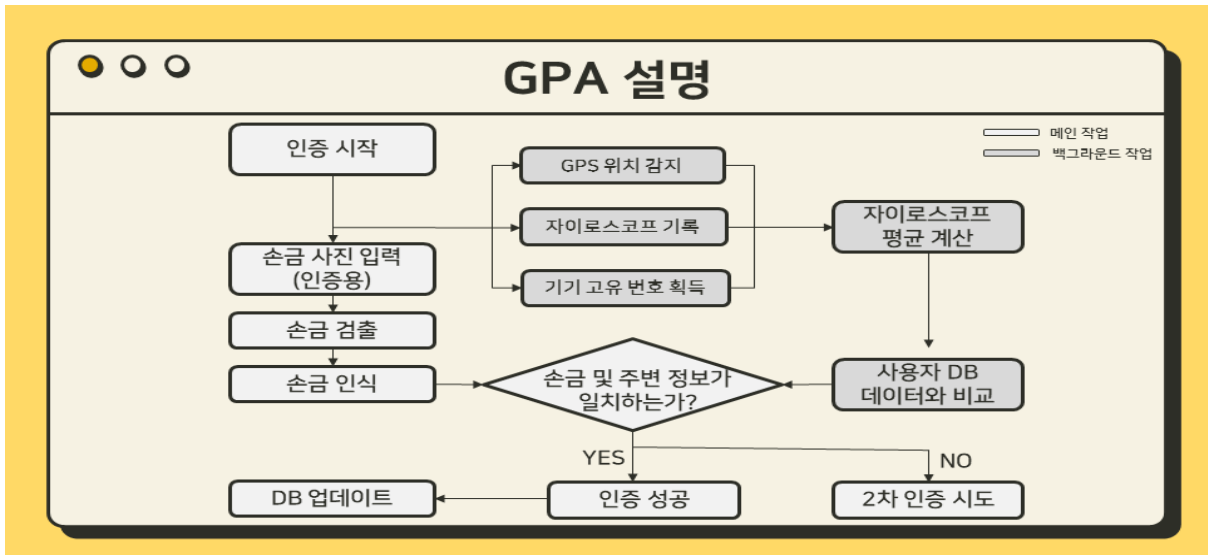 GPA 설명
메인 작업
백그라운드 작업
인증 시작
GPS 위치 감지
자이로스코프 기록
기기 고유 번호 획득
자이로스코프
평균 계산
손금 사진 입력
(인증용)
손금 검출
손금 인식
손금 및 주변 정보가
일치하는가?
사용자 DB
데이터와 비교
YES
NO
DB 업데이트
인증 성공
2차 인증 시도